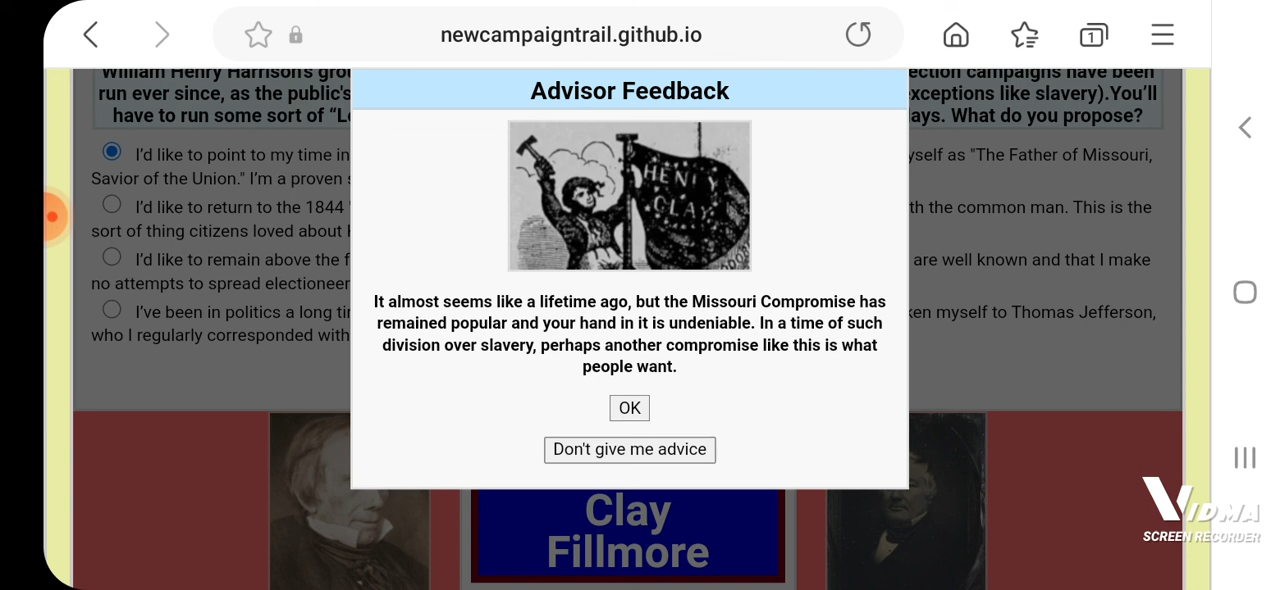 newcampaigntrail.github.io
1
Advisor Feedback
William Henry Harrison's ection campaigns have been
run ever since, as the public's exceptions like slavery).You'll
have to run some sort of “L ays. What do you propose?
HENRY
CLAY
I'd like to point to my time in yself as "The Father of Missouri,
Savior of the Union." I'm a proven s
I'd like to return to the 1844 th the common man. This is the
sort of thing citizens loved about
I'd like to remain above the f are well known and that I make
no attempts to spread electioneer
I've been in politics a long ti ken myself to Thomas Jefferson,
who I regularly corresponded with
It almost seems like a lifetime ago, but the Missouri Compromise has
remained popular and your hand in it is undeniable. In a time of such
division over slavery, perhaps another compromise like this is what
people want.
OK
Don't give me advice
Clay
Fillmore
VIDMA
SCREEN RECORDER